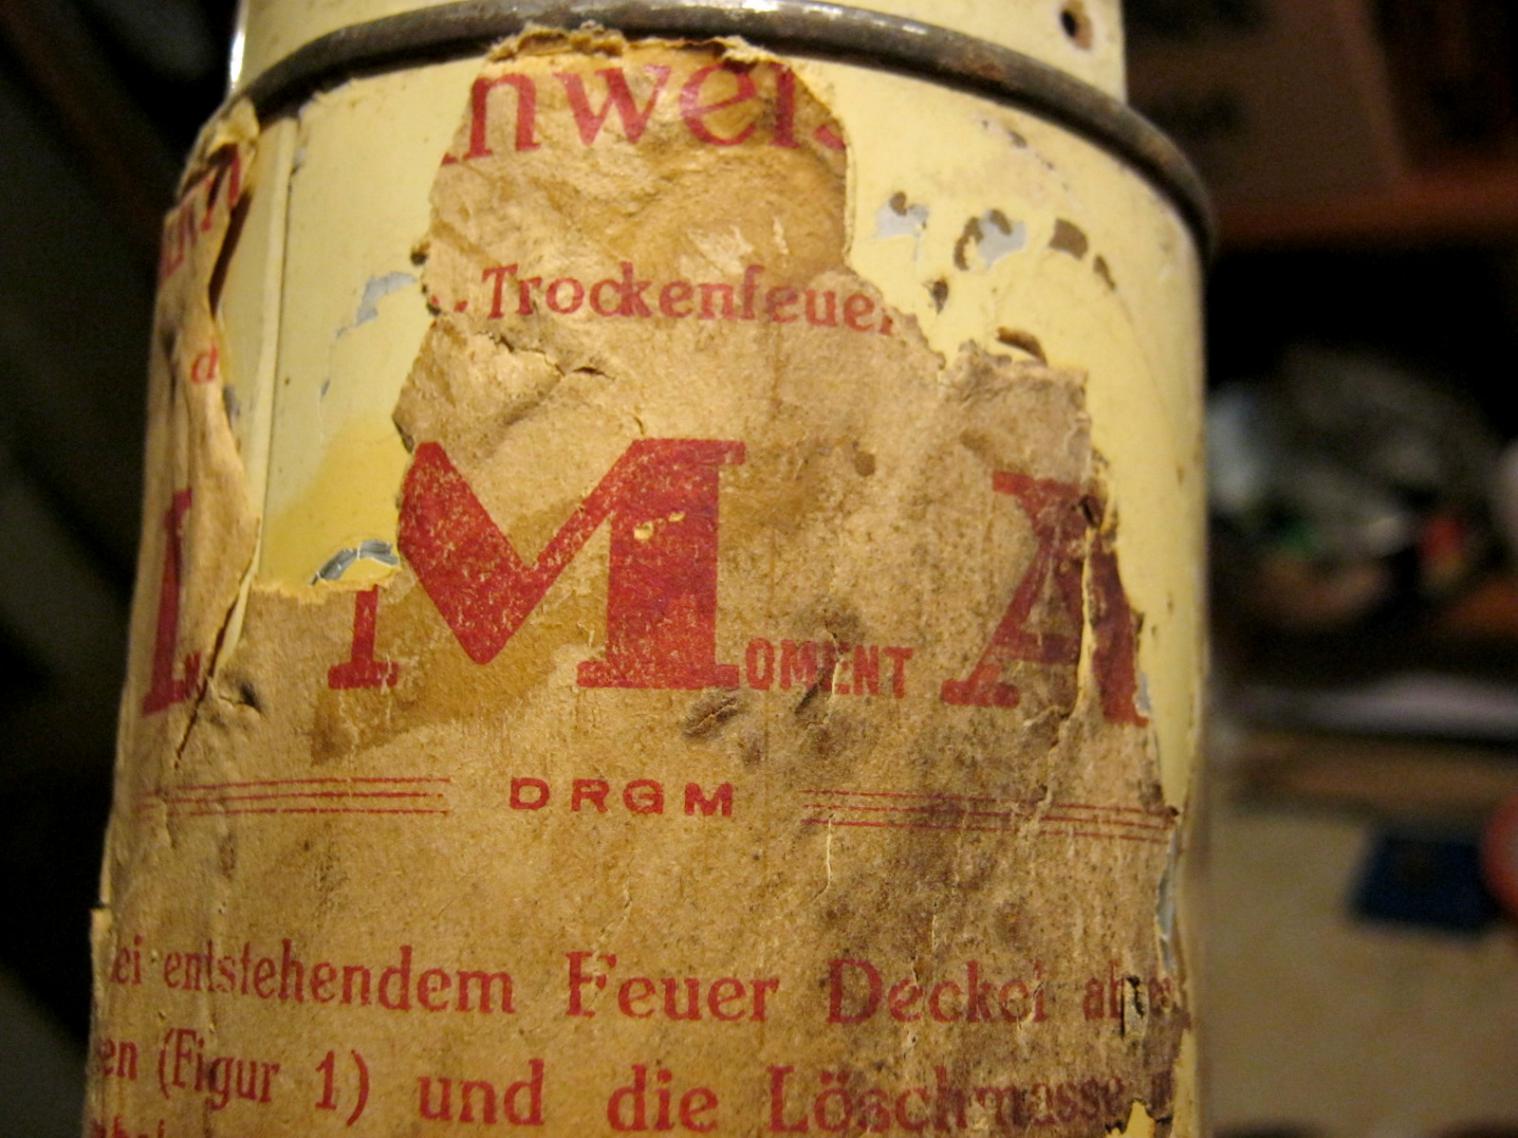 nweis
Trockenfeuer
d
L M OMENT A
DRGM
ei entstehendem Feuer Deckel
en (Figur 1) und die Löschmasse